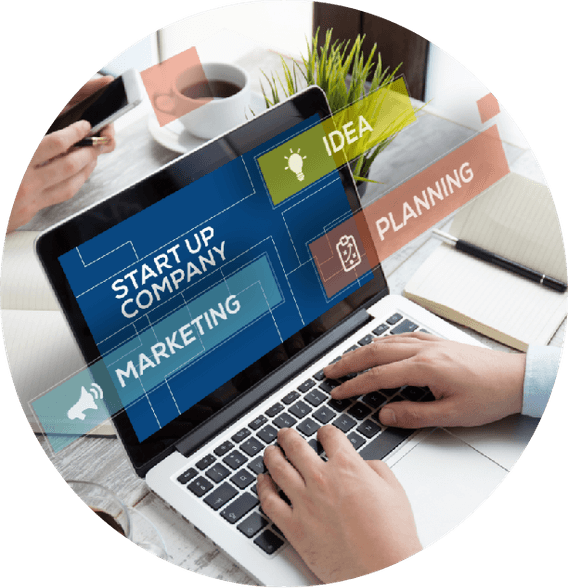 IDEA
PLANNING
START UP
COMPANY
MARKETING